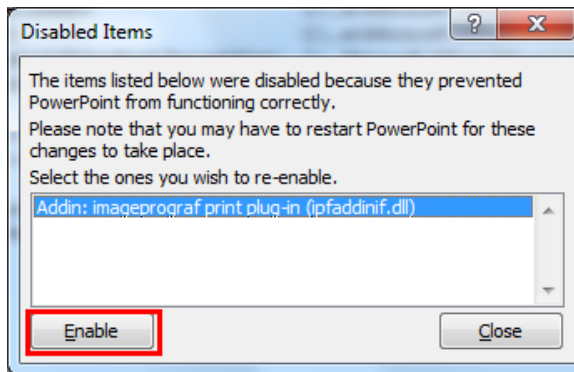 Disabled Items
?
X
The items listed below were disabled because they prevented
PowerPoint from functioning correctly.
Please note that you may have to restart PowerPoint for these
changes to take place.
Select the ones you wish to re-enable.
Addin: imageprograf print plug-in (ipfaddinif.dll)
Enable Close